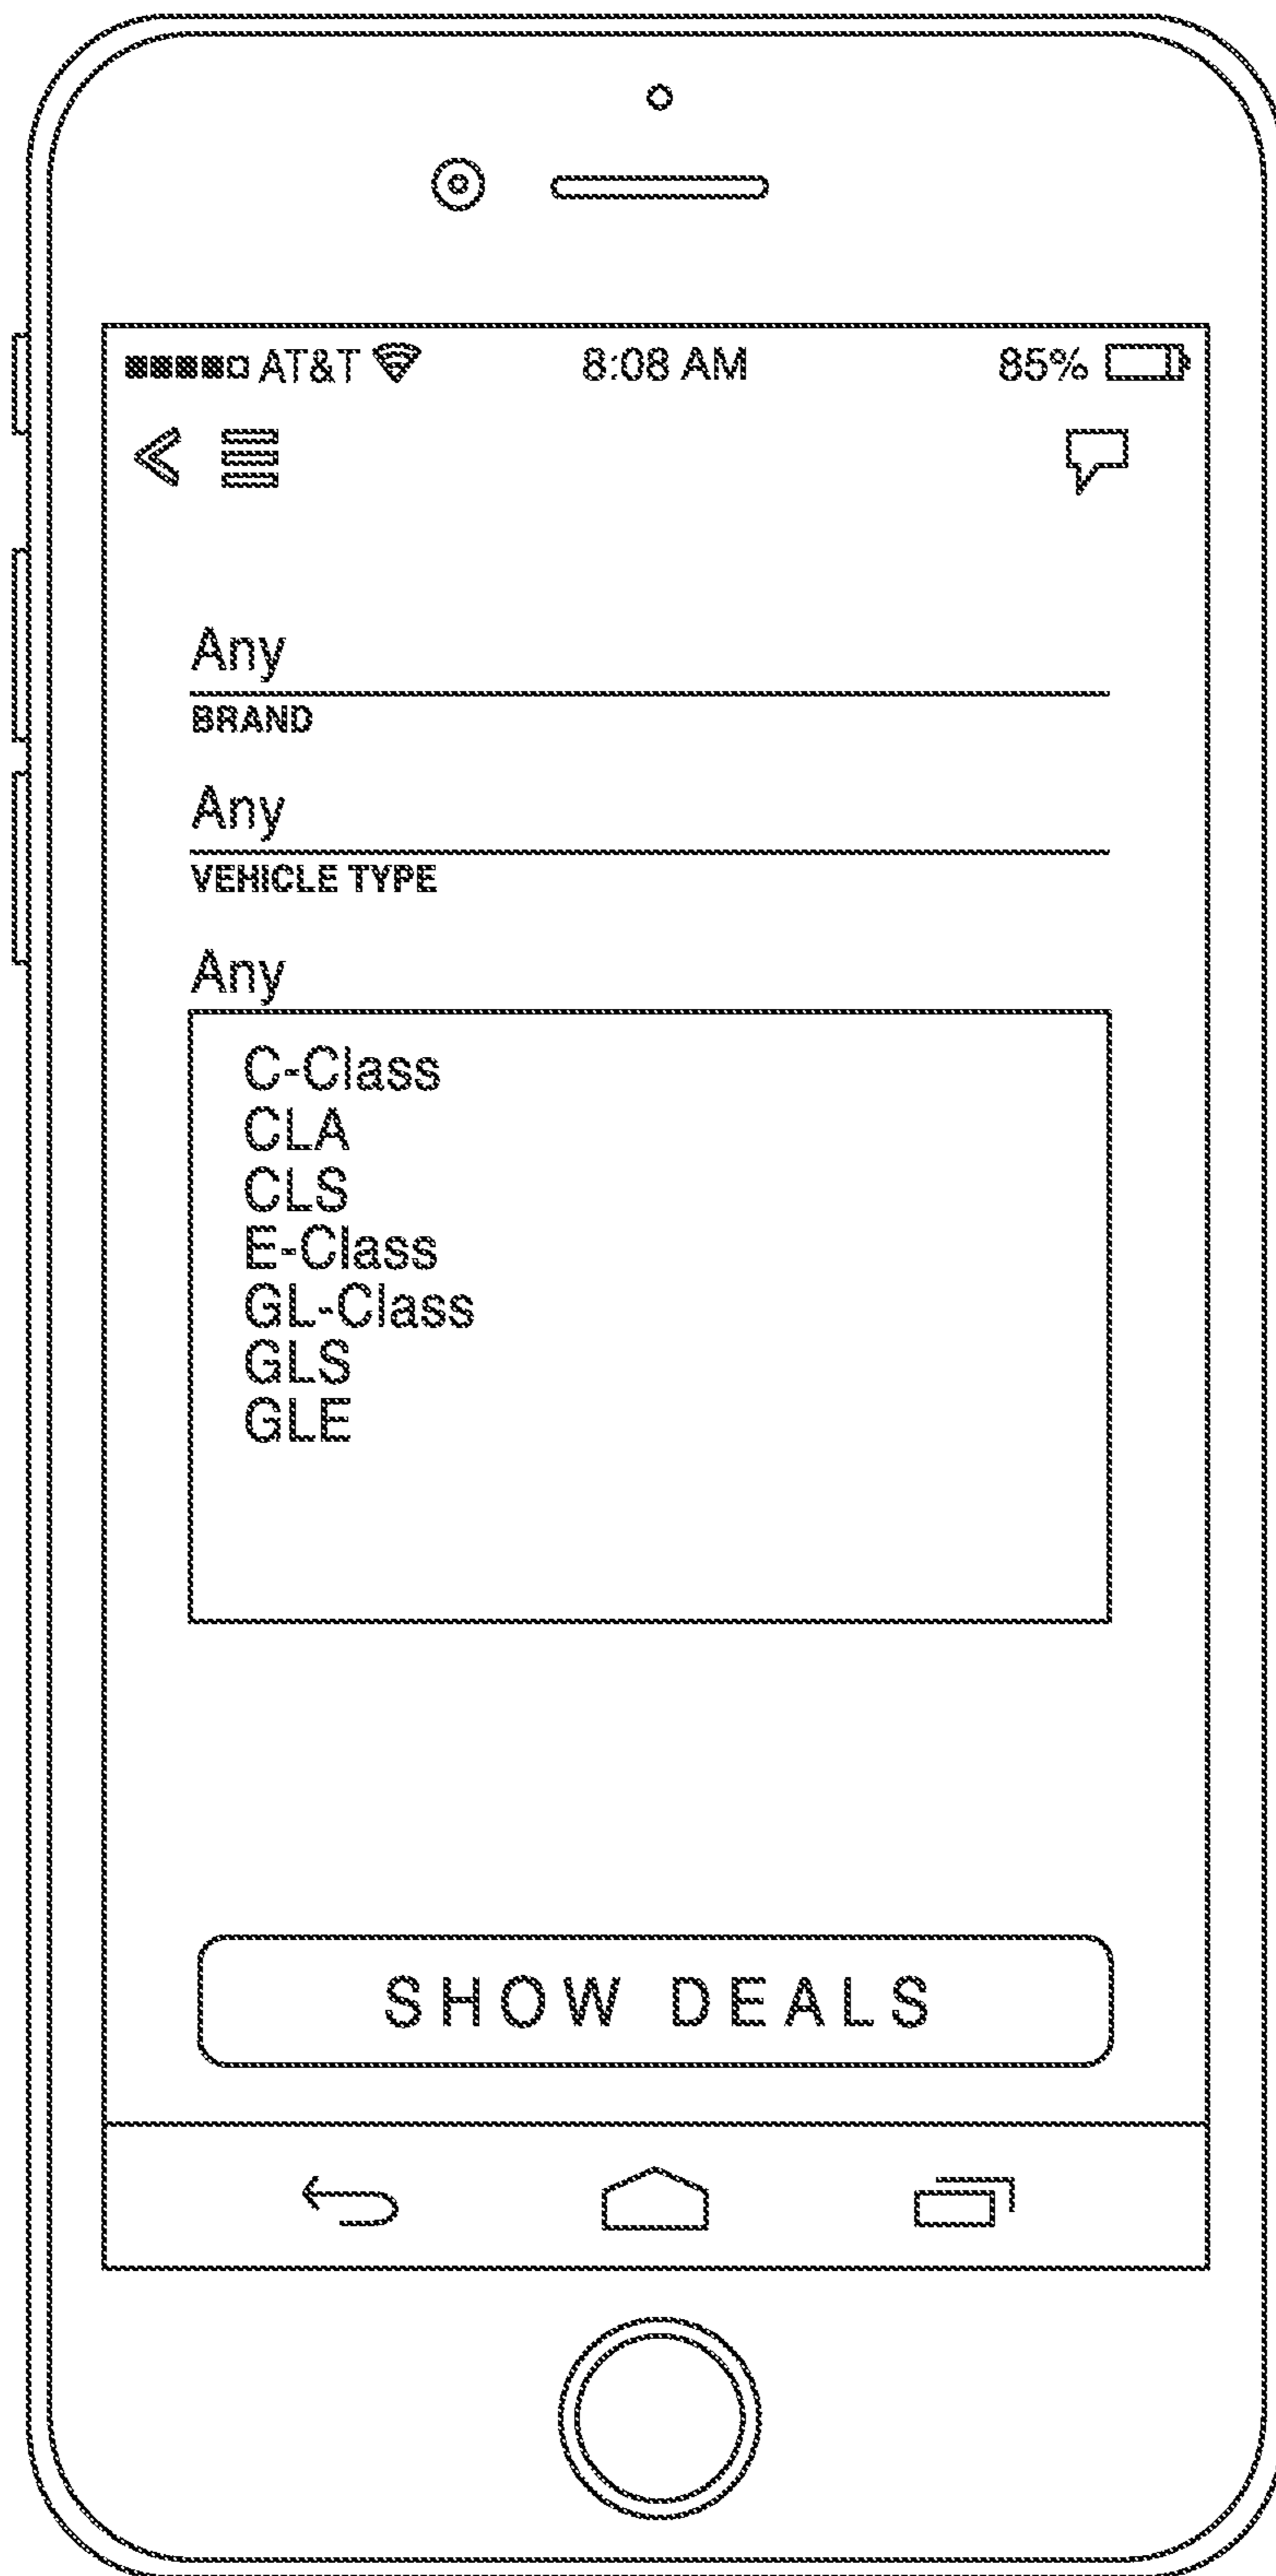 AT&T 8:08 AM 85%
Any
BRAND
Any
VEHICLE TYPE
Any
C-Class
CLA
CLS
E-Class
GL-Class
GLS
GLE
SHOW DEALS